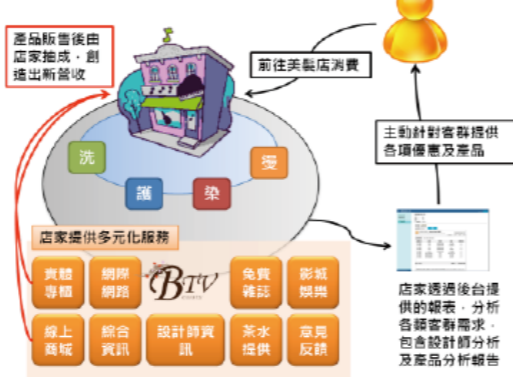 產品販售後由
店家抽成，創
造出新營收
前往美髮店消費
主動針對客群提供
各項優惠及產品
洗
護
染
燙
店家提供多元化服務
實體
專櫃
網際
網路
BTV
免費
雜誌
影城
娛樂
線上
商城
綜合
資訊
設計師資
訊
茶水
提供
意見
反饋
店家透過後台提
供的報表，分析
各類客群需求，
包含設計師分析
及產品分析報告